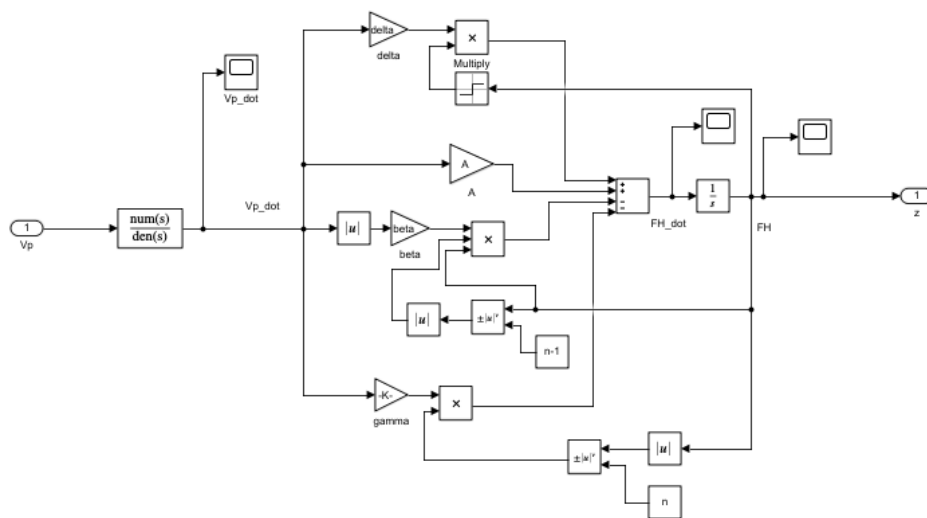 delta
delta
×
Multiply
Vp_dot
A
A
+
+
−
−
1
s
FH_dot
FH
1
z
1
Vp
num(s)
den(s)
Vp_dot
|u|
beta
beta
×
|u|
±|u|ᵛ
n-1
-K-
gamma
×
±|u|ᵛ
|u|
n